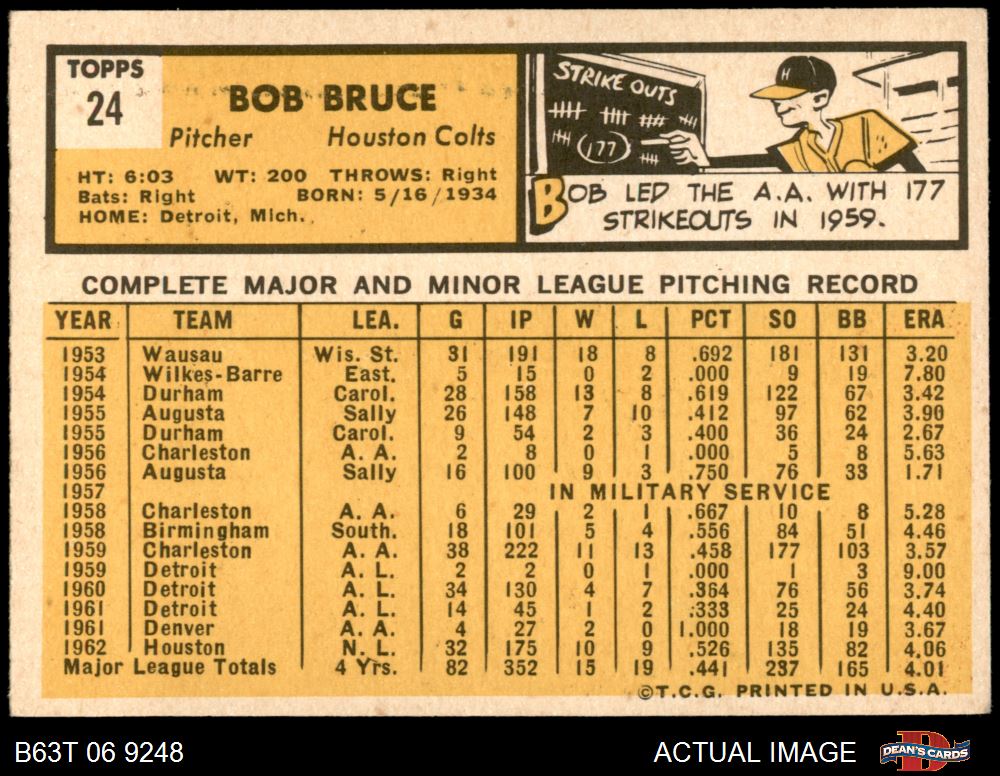 TOPPS
24
BOB BRUCE
Pitcher Houston Colts
HT: 6:03 WT: 200 THROWS: Right
Bats: Right BORN: 5/16/1934
HOME: Detroit, Mich.
STRIKE OUTS
177
H
BOB LED THE A.A. WITH 177
STRIKEOUTS IN 1959.
COMPLETE MAJOR AND MINOR LEAGUE PITCHING RECORD
YEAR TEAM LEA. G IP W L PCT SO BB ERA
1953 Wausau Wis. St. 31 191 18 8 .692 181 131 3.20
1954 Wilkes-Barre East. 5 15 0 2 .000 9 19 7.80
1954 Durham Carol. 28 158 13 8 .619 122 67 3.42
1955 Augusta Sally 26 148 7 10 .412 97 62 3.90
1955 Durham Carol. 9 54 2 3 .400 36 24 2.67
1956 Charleston A. A. 2 8 0 1 .000 5 8 5.63
1956 Augusta Sally 16 100 9 3 .750 76 33 1.71
1957 IN MILITARY SERVICE
1958 Charleston A. A. 6 29 2 1 .667 10 8 5.28
1958 Birmingham South. 18 101 5 4 .556 84 51 4.46
1959 Charleston A. A. 38 222 11 13 .458 177 103 3.57
1959 Detroit A. L. 2 2 0 1 .000 1 3 9.00
1960 Detroit A. L. 34 130 4 7 .364 76 56 3.74
1961 Detroit A. L. 14 45 1 2 .333 25 24 4.40
1961 Denver A. A. 4 27 2 0 1.000 18 19 3.67
1962 Houston N. L. 32 175 10 9 .526 135 82 4.06
Major League Totals 4 Yrs. 82 352 15 19 .441 237 165 4.01
©T.C.G. PRINTED IN U.S.A.
B63T 06 9248 ACTUAL IMAGE DEAN'S CARDS